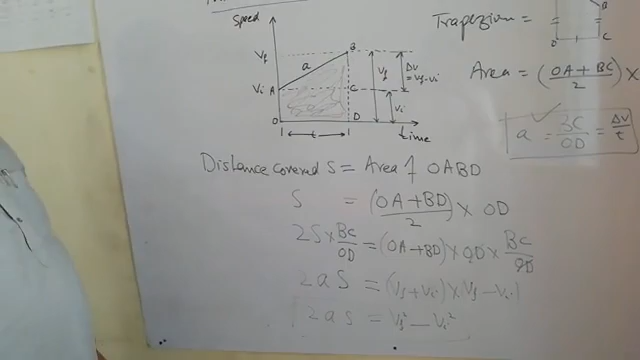 Speed
Vf
Vi
A
a
B
C
O
D
t
time
Vf
Δv
= Vf - Vi
Vi
Trapezium =
B
O
C
Area = (OA + BC)/2 ×
a = BC/OD = Δv/t
Distance covered S = Area of OABD
S = (OA + BD)/2 × OD
2S × BC/OD = (OA + BD) × OD × BC/OD
2aS = (Vf + Vi) × (Vf - Vi)
2as = Vf² - Vi²